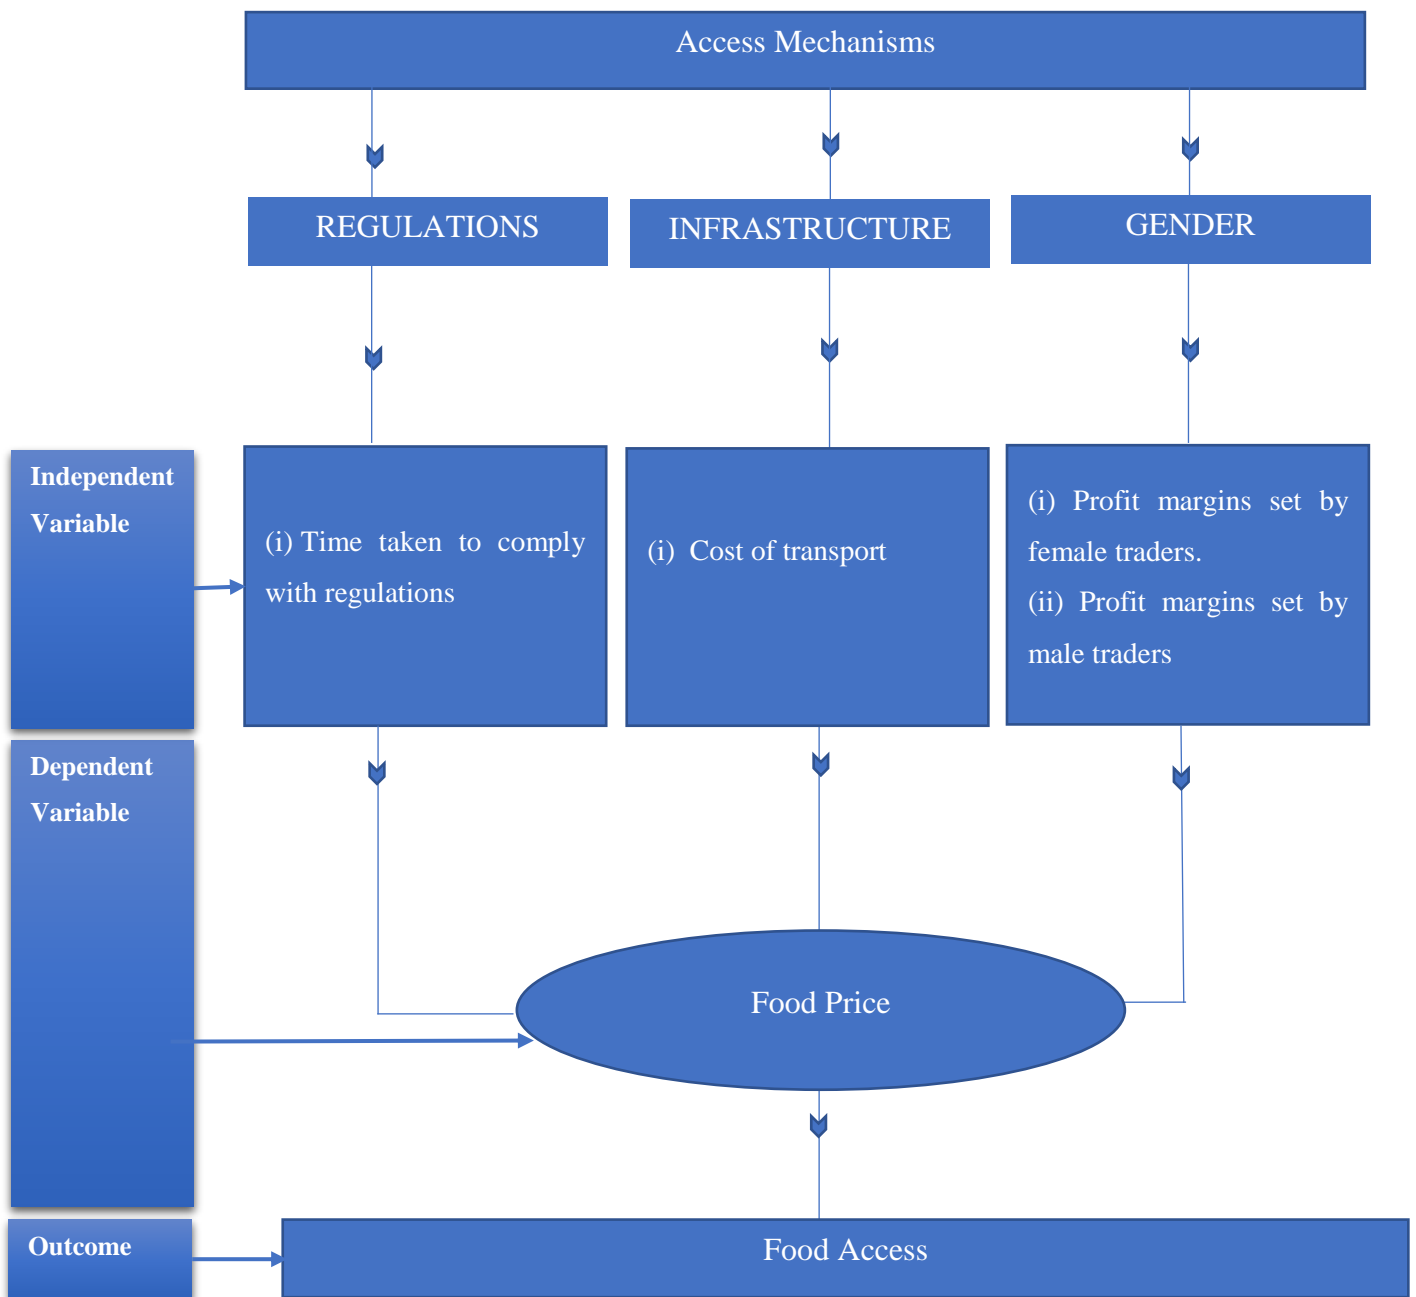 Access Mechanisms
REGULATIONS
INFRASTRUCTURE
GENDER
Independent
Variable
(i) Time taken to comply
with regulations
(i) Cost of transport
(i) Profit margins set by
female traders.
(ii) Profit margins set by
male traders
Dependent
Variable
Food Price
Outcome
Food Access